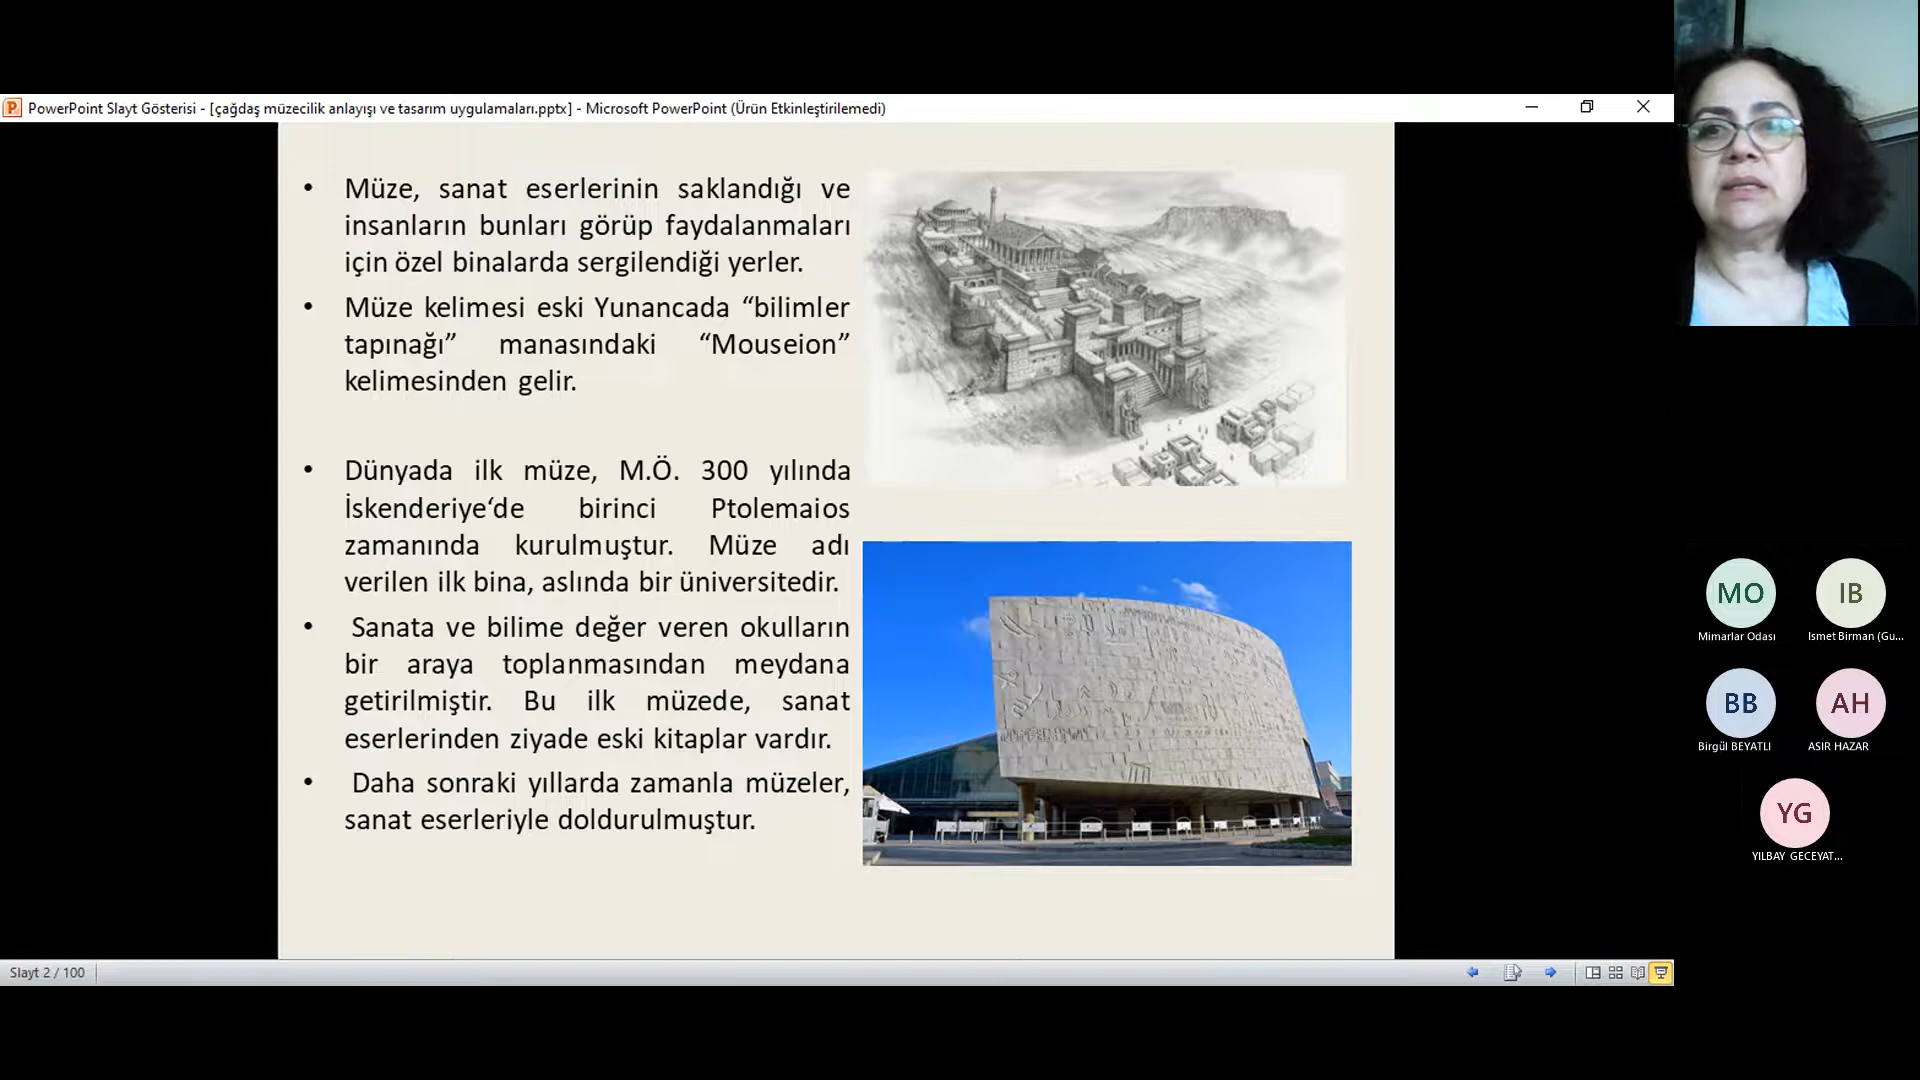 PowerPoint Slayt Gösterisi - [çağdaş müzecilik anlayışı ve tasarım uygulamaları.pptx] - Microsoft PowerPoint (Ürün Etkinleştirilemedi)
• Müze, sanat eserlerinin saklandığı ve
insanların bunları görüp faydalanmaları
için özel binalarda sergilendiği yerler.
• Müze kelimesi eski Yunancada “bilimler
tapınağı” manasındaki “Mouseion”
kelimesinden gelir.
• Dünyada ilk müze, M.Ö. 300 yılında
İskenderiye‘de birinci Ptolemaios
zamanında kurulmuştur. Müze adı
verilen ilk bina, aslında bir üniversitedir.
• Sanata ve bilime değer veren okulların
bir araya toplanmasından meydana
getirilmiştir. Bu ilk müzede, sanat
eserlerinden ziyade eski kitaplar vardır.
• Daha sonraki yıllarda zamanla müzeler,
sanat eserleriyle doldurulmuştur.
Slayt 2 / 100
MO
Mimarlar Odası
IB
Ismet Birman (Gu...
BB
Birgül BEYATLI
AH
ASIR HAZAR
YG
YILBAY GECEYAT...